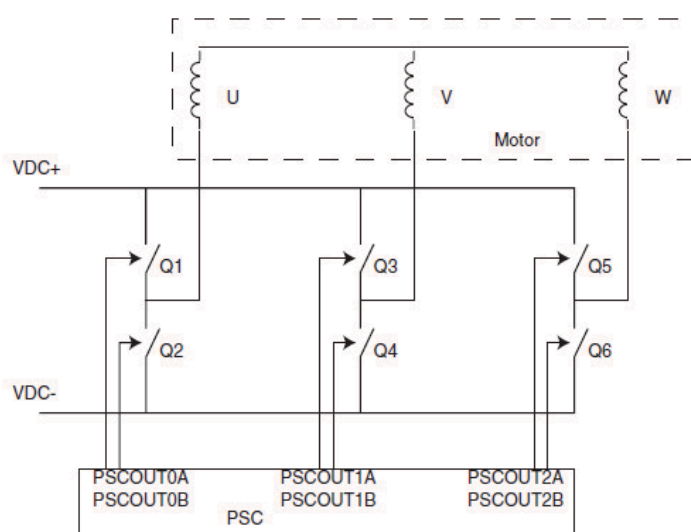 U V W
Motor
VDC+
Q1 Q3 Q5
Q2 Q4 Q6
VDC-
PSCOUT0A PSCOUT1A PSCOUT2A
PSCOUT0B PSCOUT1B PSCOUT2B
PSC